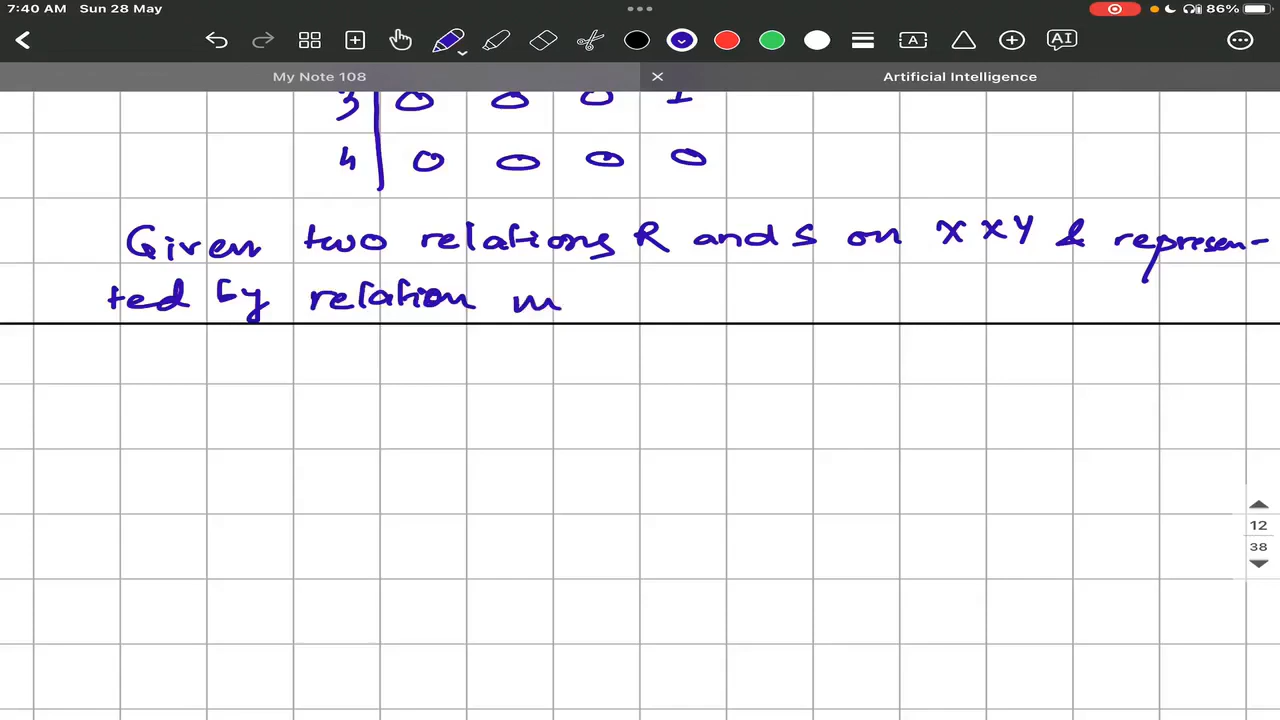 7:40 AM Sun 28 May
86%
A
AI
My Note 108
Artificial Intelligence
3 0 0 0 1
4 0 0 0 0
Given two relations R and S on X X Y & represen-
ted by relation m
12
38